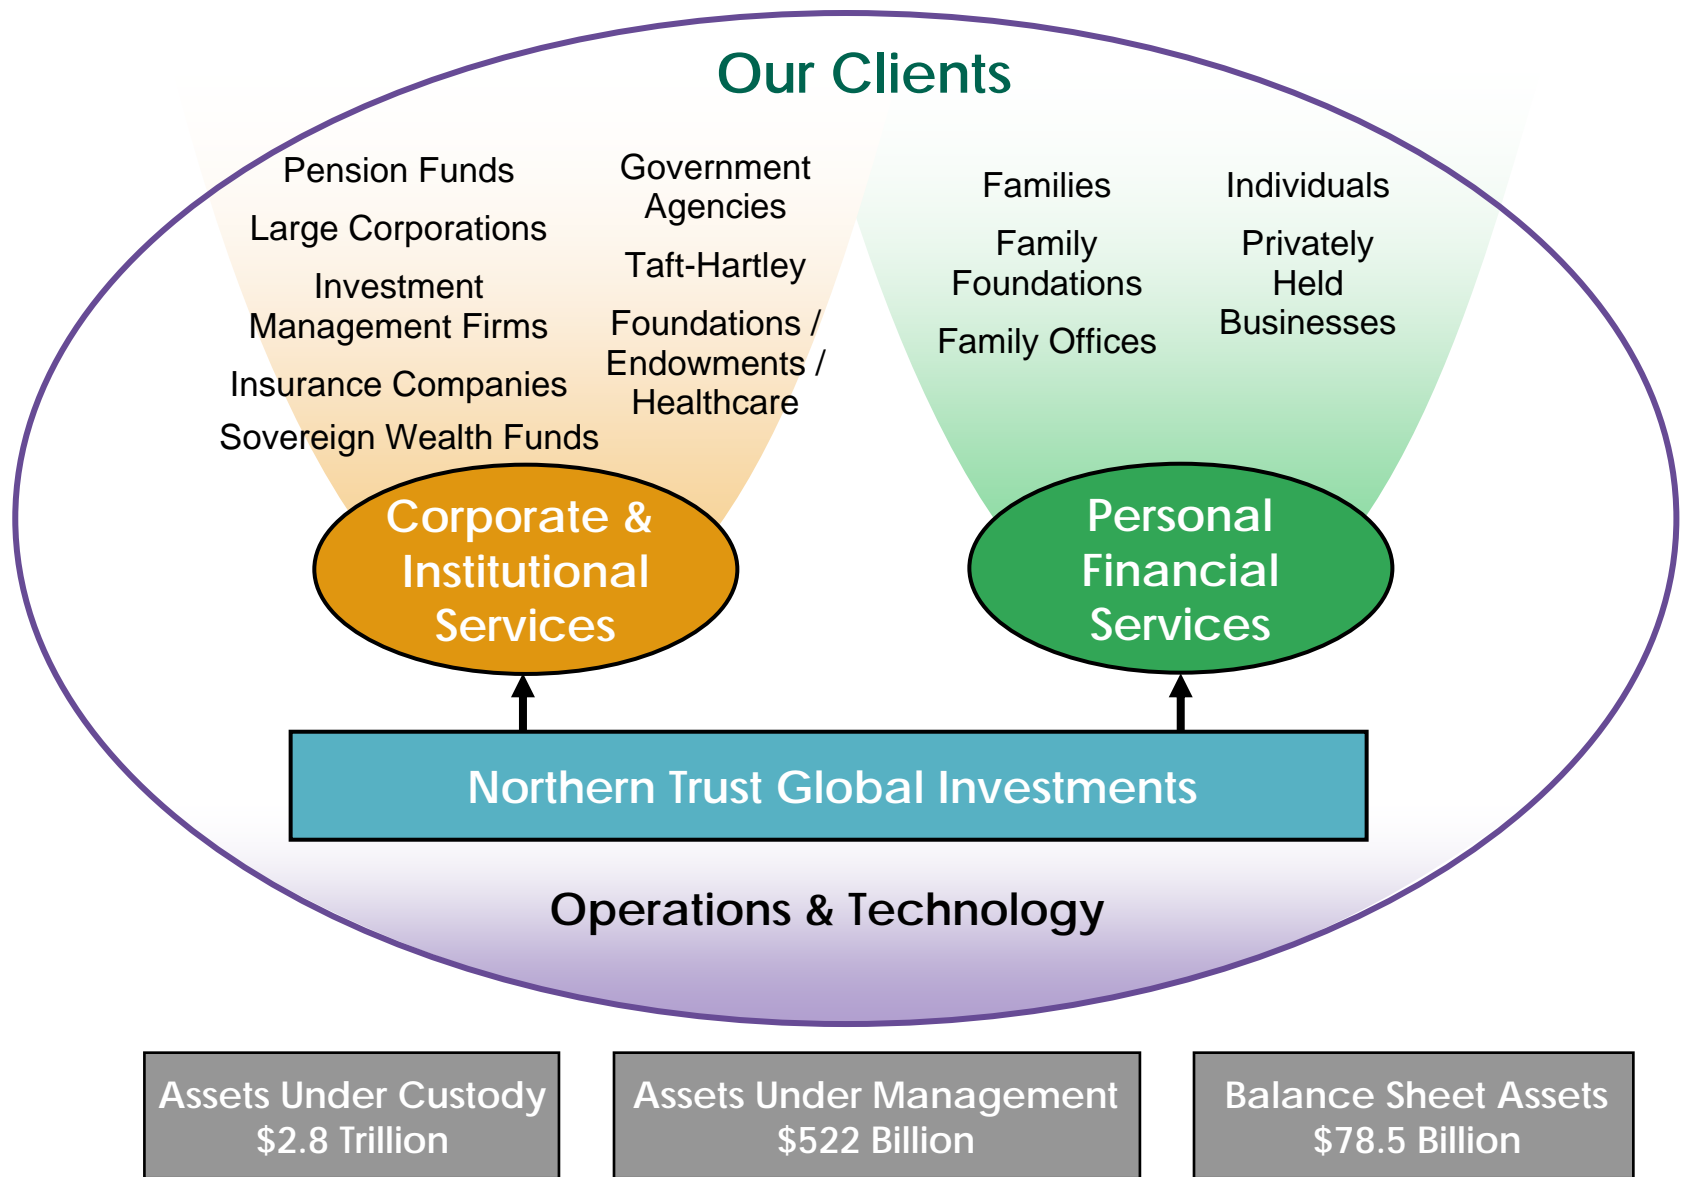 Our Clients
Pension Funds
Large Corporations
Investment
Management Firms
Insurance Companies
Sovereign Wealth Funds
Government
Agencies
Taft-Hartley
Foundations /
Endowments /
Healthcare
Families
Family
Foundations
Family Offices
Individuals
Privately
Held
Businesses
Corporate &
Institutional
Services
Personal
Financial
Services
Northern Trust Global Investments
Operations & Technology
Assets Under Custody
$2.8 Trillion
Assets Under Management
$522 Billion
Balance Sheet Assets
$78.5 Billion